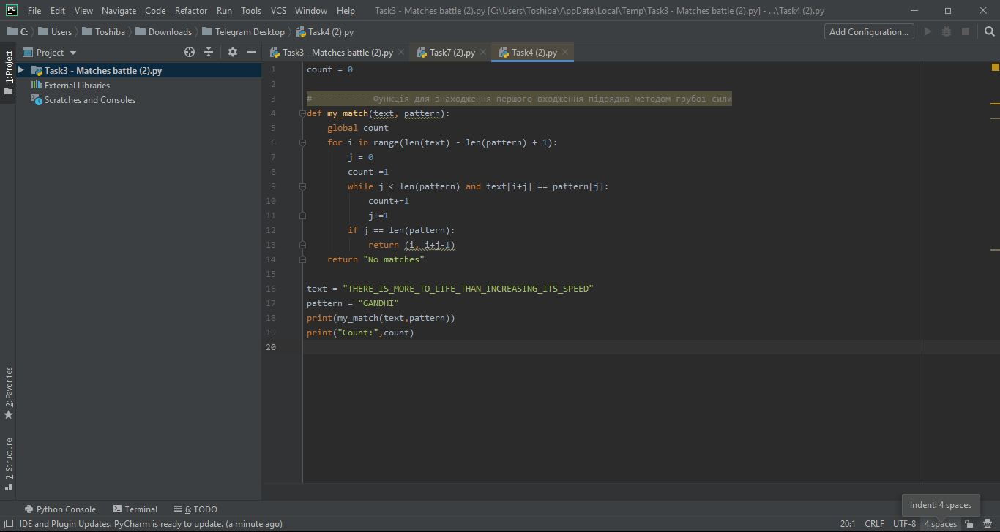 PC File Edit View Navigate Code Refactor Run Tools VCS Window Help Task3 - Matches battle (2).py [C:\Users\Toshiba\AppData\Local\Temp\Task3 - Matches battle (2).py] - ...\Task4 (2).py
C: Users Toshiba Downloads Telegram Desktop Task4 (2).py Add Configuration...
1: Project
Project
Task3 - Matches battle (2).py
External Libraries
Scratches and Consoles
Task3 - Matches battle (2).py Task7 (2).py Task4 (2).py
1 count = 0
2
3 #----------- Функція для знаходження першого входження підрядка методом грубої сили
4 def my_match(text, pattern):
5     global count
6     for i in range(len(text) - len(pattern) + 1):
7         j = 0
8         count+=1
9         while j < len(pattern) and text[i+j] == pattern[j]:
10             count+=1
11             j+=1
12         if j == len(pattern):
13             return (i, i+j-1)
14     return "No matches"
15
16 text = "THERE_IS_MORE_TO_LIFE_THAN_INCREASING_ITS_SPEED"
17 pattern = "GANDHI"
18 print(my_match(text,pattern))
19 print("Count:",count)
20
2: Favorites
7: Structure
Indent: 4 spaces
Python Console Terminal 6: TODO
IDE and Plugin Updates: PyCharm is ready to update. (a minute ago) 20:1 CRLF UTF-8 4 spaces